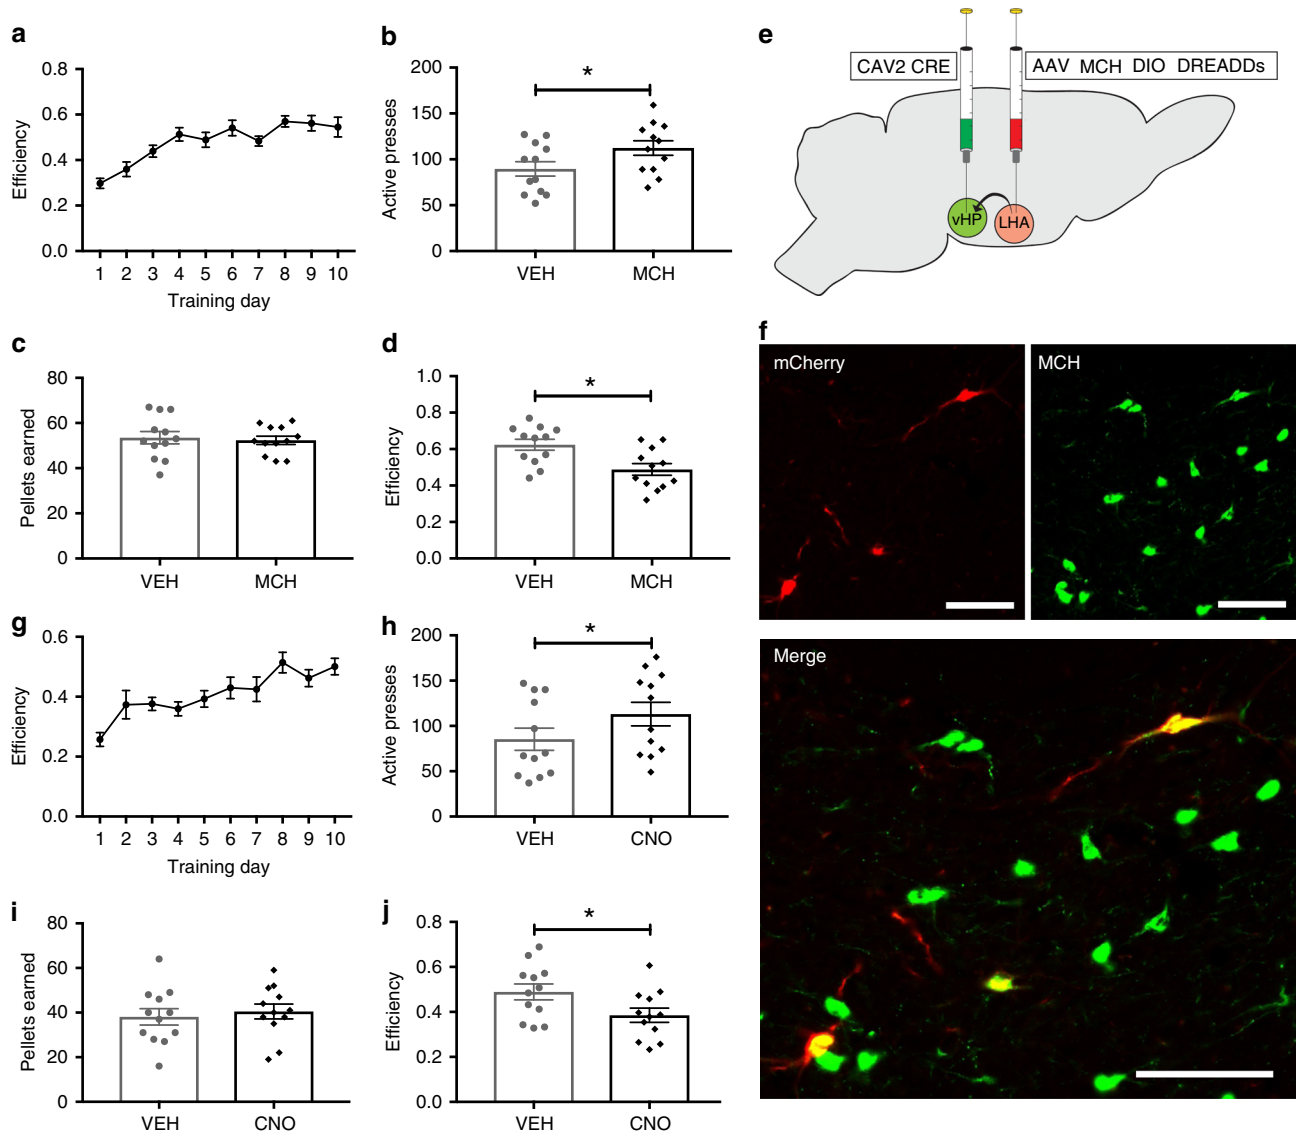 a
0.8
0.6
0.4
0.2
0.0
Efficiency
1 2 3 4 5 6 7 8 9 10
Training day
b
200
150
100
50
0
Active presses
*
VEH MCH
c
80
60
40
20
0
Pellets earned
VEH MCH
d
1.0
0.8
0.6
0.4
0.2
0.0
Efficiency
*
VEH MCH
e
CAV2 CRE
AAV MCH DIO DREADDs
vHP
LHA
f
mCherry
MCH
Merge
g
0.6
0.4
0.2
0.0
Efficiency
1 2 3 4 5 6 7 8 9 10
Training day
h
200
150
100
50
0
Active presses
*
VEH CNO
i
80
60
40
20
0
Pellets earned
VEH CNO
j
0.8
0.6
0.4
0.2
0.0
Efficiency
*
VEH CNO